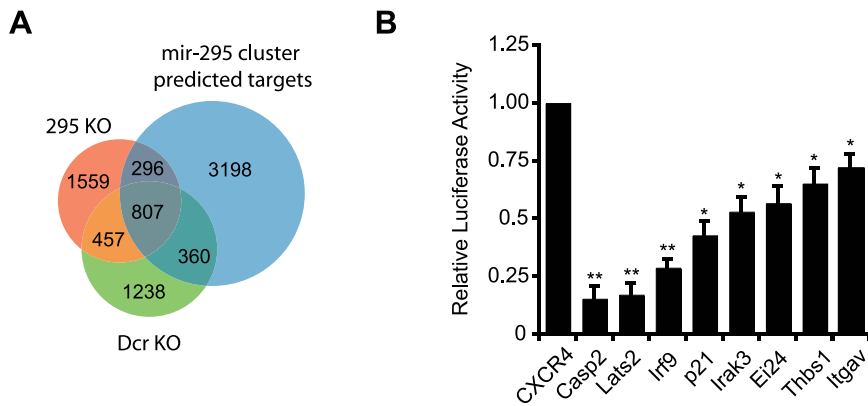 A
mir-295 cluster
predicted targets
295 KO
1559
296
3198
807
457
360
1238
Dcr KO
B
Relative Luciferase Activity
1.25
1.00
0.75
0.5
0.25
0
**
**
**
*
*
*
*
*
CXCR4
Casp2
Lats2
Irf9
p21
Irak3
Ei24
Thbs1
Itgav